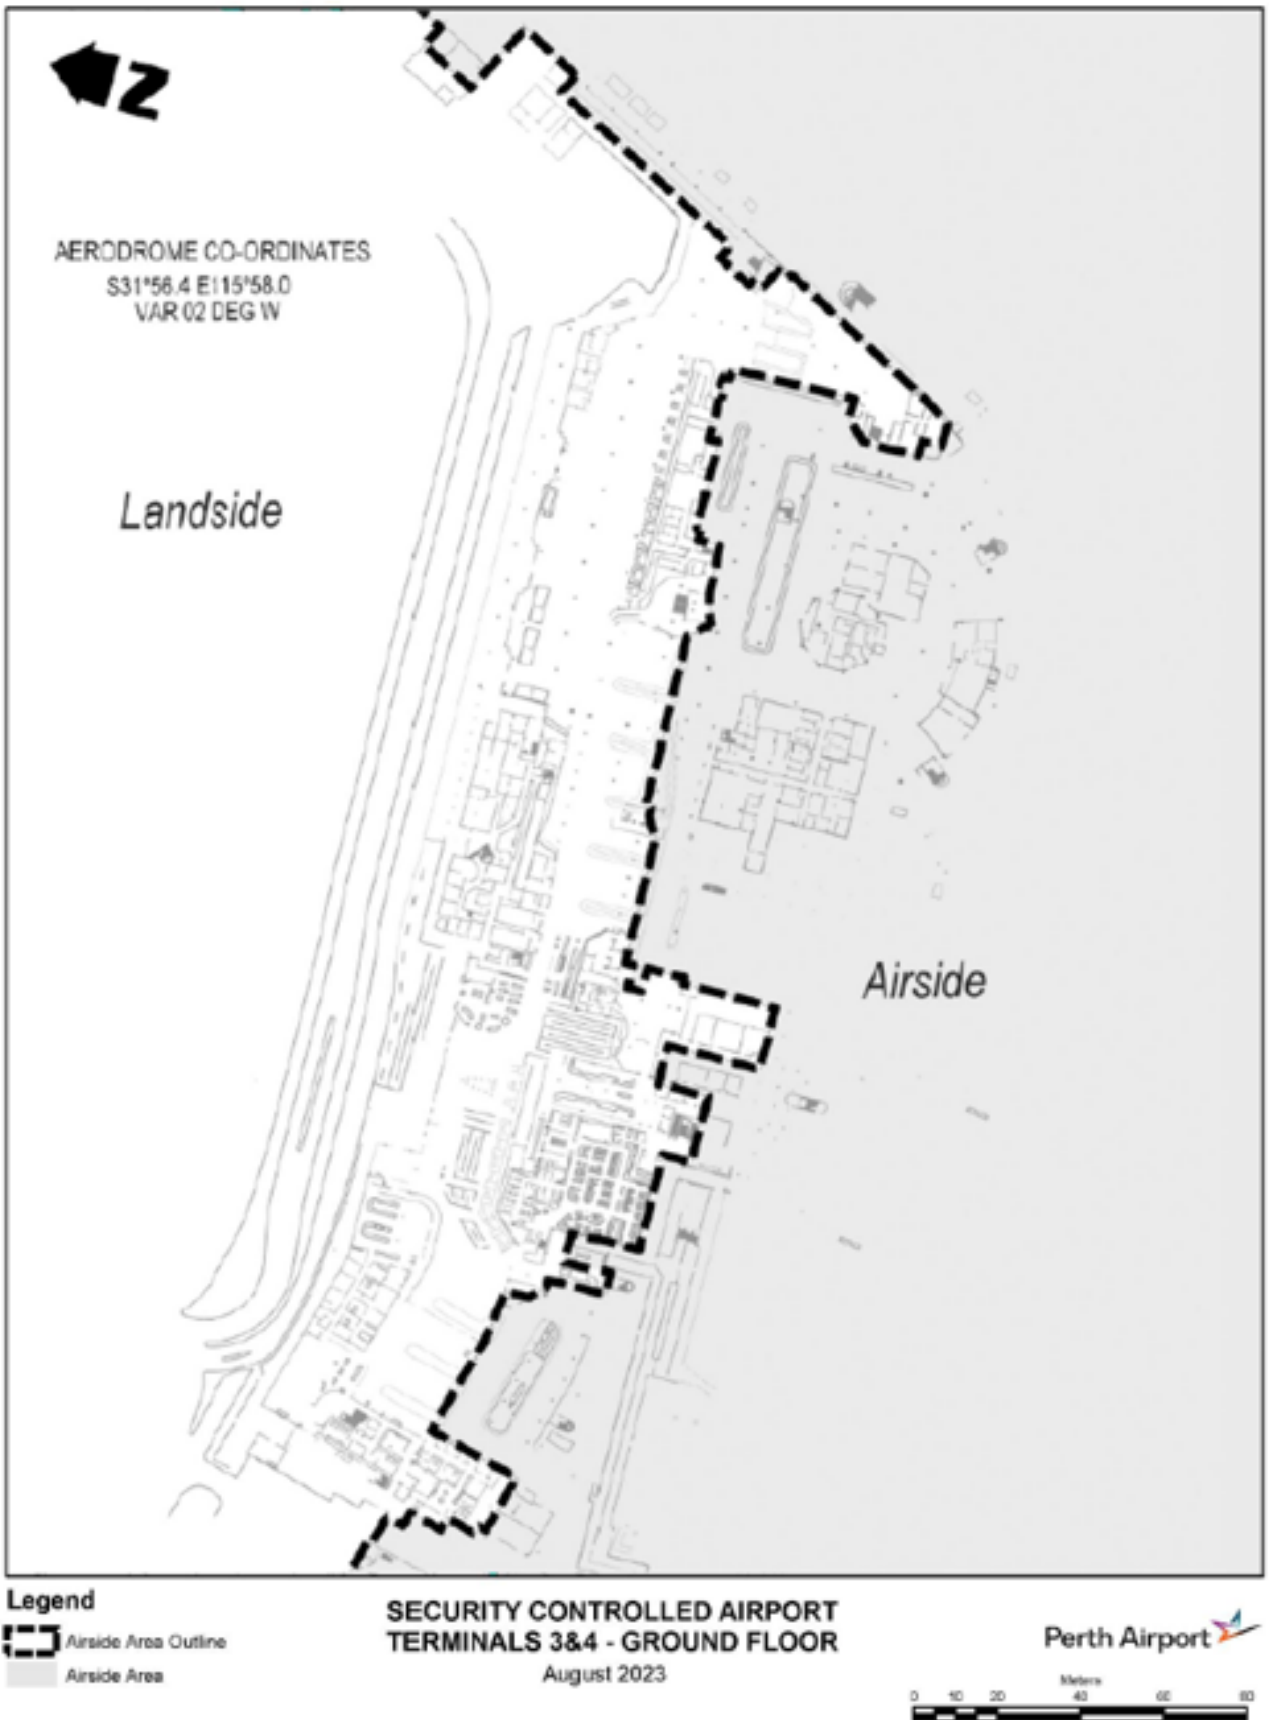 N
AERODROME CO-ORDINATES
S31°56.4 E115°58.0
VAR 02 DEG W
Landside
Airside
Legend
Airside Area Outline
Airside Area
SECURITY CONTROLLED AIRPORT
TERMINALS 3&4 - GROUND FLOOR
August 2023
Perth Airport
Meters
0 10 20 40 60 80